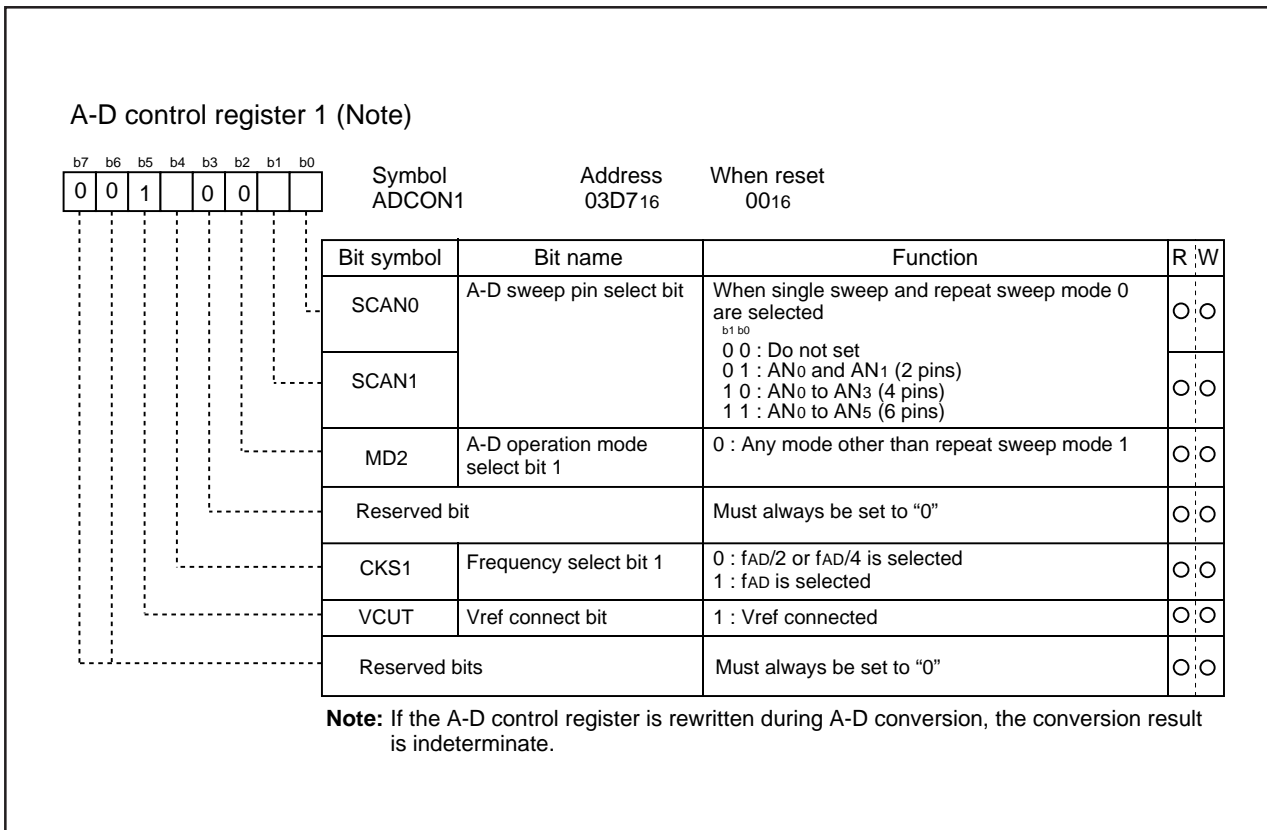 A-D control register 1 (Note)
b7 b6 b5 b4 b3 b2 b1 b0
0 0 1 0 0
Symbol Address When reset
ADCON1 03D716 0016
Bit symbol Bit name Function R W
SCAN0 A-D sweep pin select bit When single sweep and repeat sweep mode 0
are selected
b1 b0
0 0 : Do not set
SCAN1 0 1 : AN0 and AN1 (2 pins)
1 0 : AN0 to AN3 (4 pins)
1 1 : AN0 to AN5 (6 pins)
MD2 A-D operation mode
select bit 1 0 : Any mode other than repeat sweep mode 1
Reserved bit Must always be set to “0”
CKS1 Frequency select bit 1 0 : fAD/2 or fAD/4 is selected
1 : fAD is selected
VCUT Vref connect bit 1 : Vref connected
Reserved bits Must always be set to “0”
Note: If the A-D control register is rewritten during A-D conversion, the conversion result
is indeterminate.